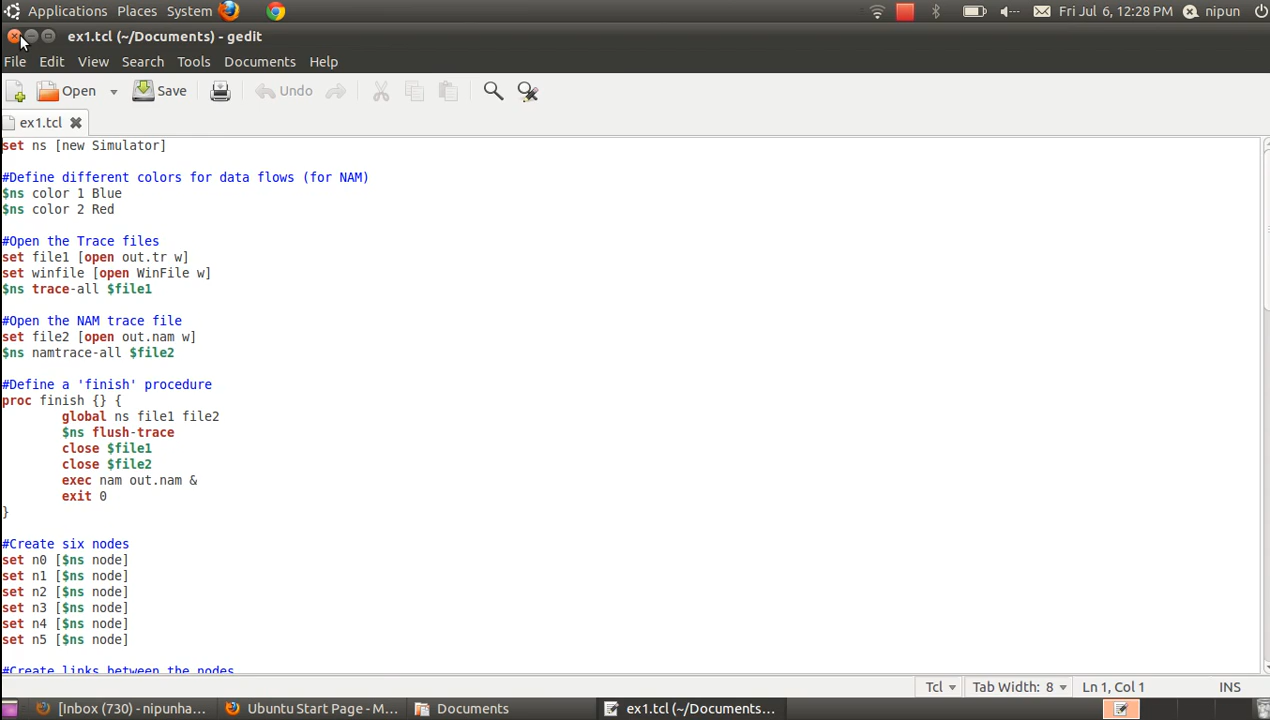 Applications Places System Fri Jul 6, 12:28 PM nipun
ex1.tcl (~/Documents) - gedit
File Edit View Search Tools Documents Help
Open Save Undo
ex1.tcl
set ns [new Simulator]
#Define different colors for data flows (for NAM)
$ns color 1 Blue
$ns color 2 Red
#Open the Trace files
set file1 [open out.tr w]
set winfile [open WinFile w]
$ns trace-all $file1
#Open the NAM trace file
set file2 [open out.nam w]
$ns namtrace-all $file2
#Define a 'finish' procedure
proc finish {} {
        global ns file1 file2
        $ns flush-trace
        close $file1
        close $file2
        exec nam out.nam &
        exit 0
}
#Create six nodes
set n0 [$ns node]
set n1 [$ns node]
set n2 [$ns node]
set n3 [$ns node]
set n4 [$ns node]
set n5 [$ns node]
#Create links between the nodes
Tcl Tab Width: 8 Ln 1, Col 1 INS
[Inbox (730) - nipunha... Ubuntu Start Page - M... Documents ex1.tcl (~/Documents...